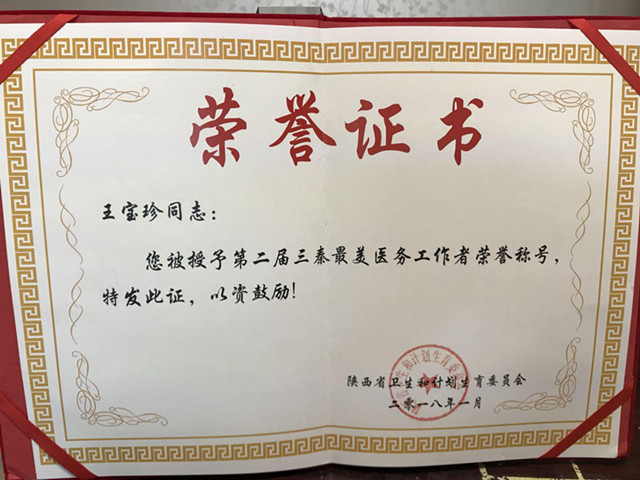 荣誉证书
王宝珍同志：
您被授予第二届三秦最美医务工作者荣誉称号，
特发此证，以资鼓励！
陕西省卫生和计划生育委员会
二零一八年一月